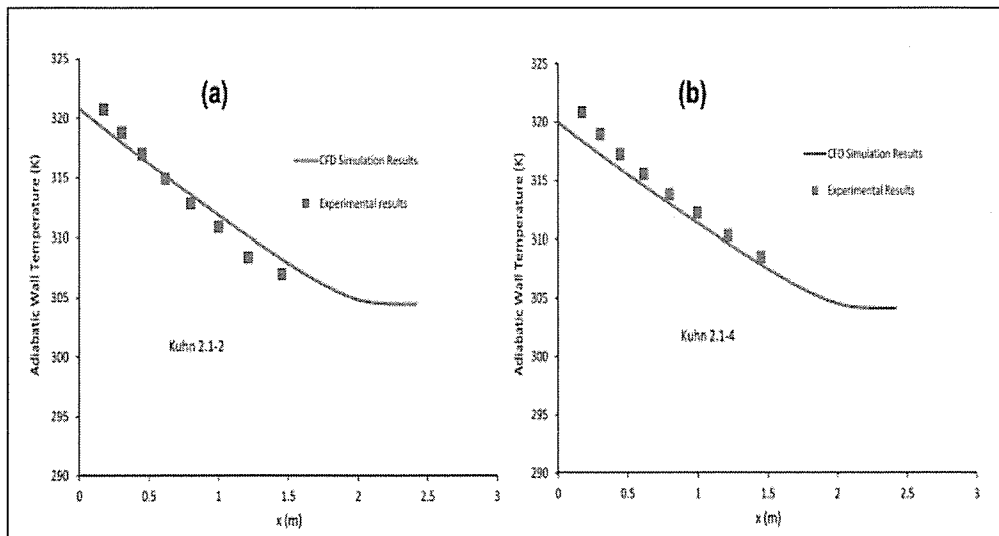 (a)
325
320
315
310
305
300
295
290
0
0.5
1
1.5
2
2.5
3
Adiabatic Wall Temperature (K)
x (m)
CFD Simulation Results
Experimental results
Kuhn 2.1-2
(b)
325
320
315
310
305
300
295
290
0
0.5
1
1.5
2
2.5
3
Adiabatic Wall Temperature (K)
x (m)
CFD Simulation Results
Experimental Results
Kuhn 2.1-4